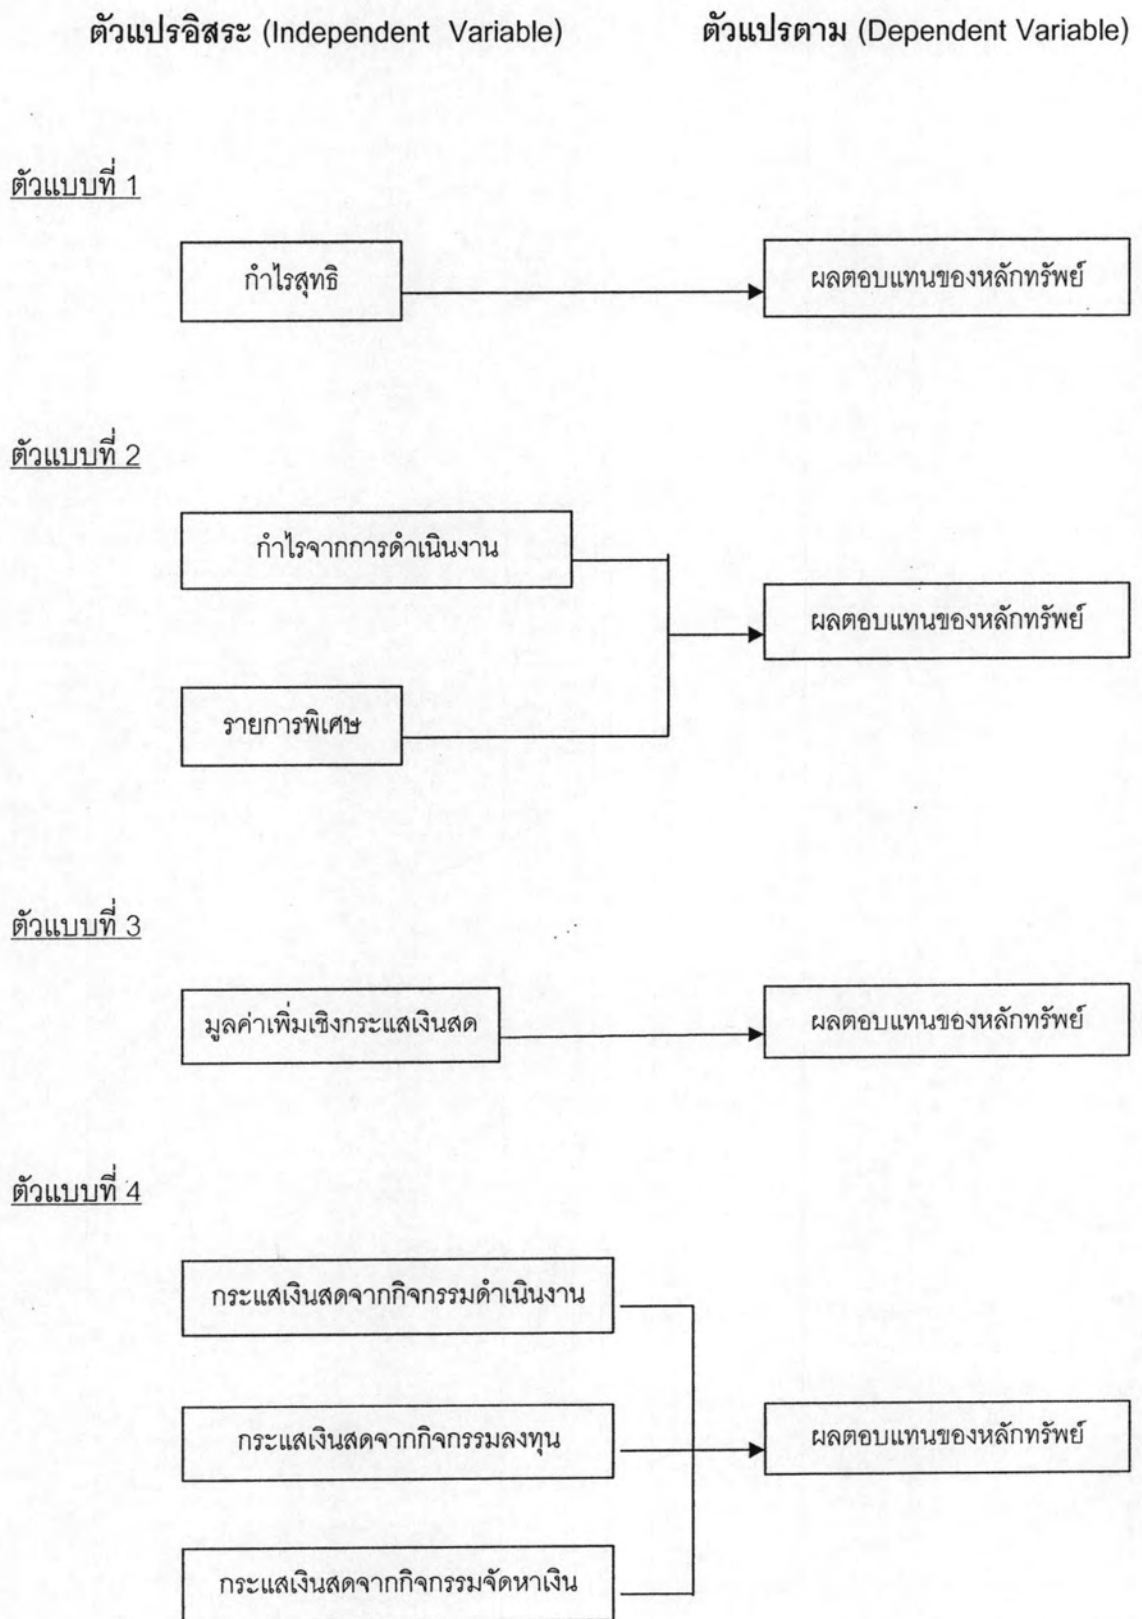 ตัวแปรอิสระ (Independent Variable) ตัวแปรตาม (Dependent Variable)
ตัวแบบที่ 1
กำไรสุทธิ ผลตอบแทนของหลักทรัพย์
ตัวแบบที่ 2
กำไรจากการดำเนินงาน
ผลตอบแทนของหลักทรัพย์
รายการพิเศษ
ตัวแบบที่ 3
มูลค่าเพิ่มเชิงกระแสเงินสด ผลตอบแทนของหลักทรัพย์
ตัวแบบที่ 4
กระแสเงินสดจากกิจกรรมดำเนินงาน
กระแสเงินสดจากกิจกรรมลงทุน ผลตอบแทนของหลักทรัพย์
กระแสเงินสดจากกิจกรรมจัดหาเงิน